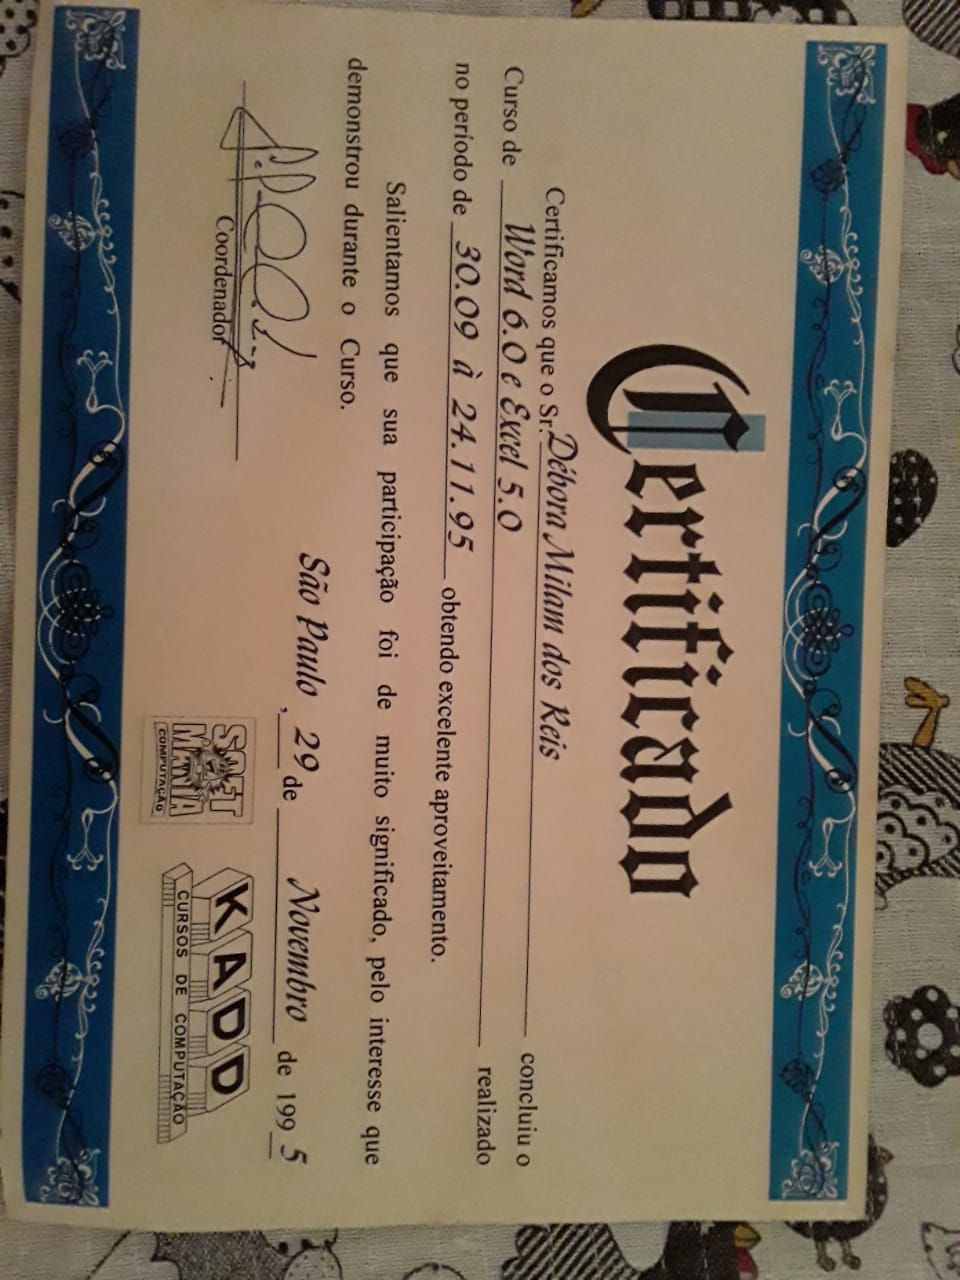 Certificado
Certificamos que o Sr. Débora Milam dos Reis concluiu o
Curso de Word 6.0 e Excel 5.0 realizado
no período de 30.09 à 24.11.95 obtendo excelente aproveitamento.
Salientamos que sua participação foi de muito significado, pelo interesse que
demonstrou durante o Curso.
São Paulo, 29 de Novembro de 1995
Coordenador
SOFT
MANIA
COMPUTAÇÃO
KADD
CURSOS DE COMPUTAÇÃO